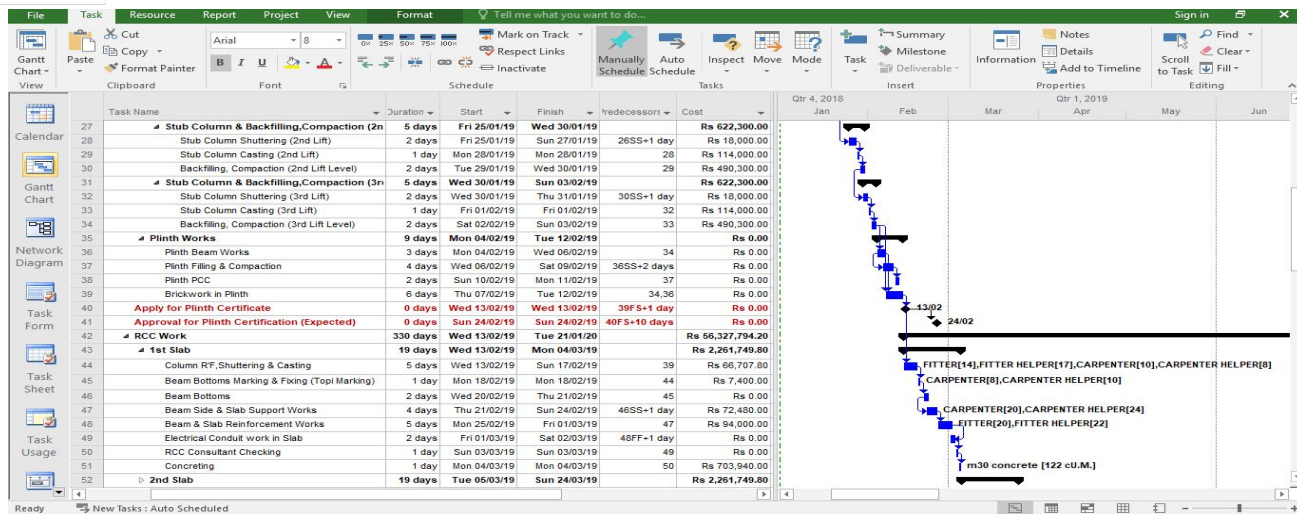 File Task Resource Report Project View Format Tell me what you want to do... Sign in
Gantt Chart
View
Paste
Cut
Copy
Format Painter
Clipboard
Arial 8
B I U A
Font
0× 25× 50× 75× 100×
Mark on Track
Respect Links
Inactivate
Schedule
Manually Schedule
Auto Schedule
Inspect Move Mode
Tasks
Task
Summary
Milestone
Deliverable
Insert
Information
Notes
Details
Add to Timeline
Properties
Scroll to Task
Find
Clear
Fill
Editing
Calendar
Gantt Chart
Network Diagram
Task Form
Task Sheet
Task Usage
Task Name Duration Start Finish Predecessors Cost
27 Stub Column & Backfilling,Compaction (2n 5 days Fri 25/01/19 Wed 30/01/19 Rs 622,300.00
28 Stub Column Shuttering (2nd Lift) 2 days Fri 25/01/19 Sun 27/01/19 26SS+1 day Rs 18,000.00
29 Stub Column Casting (2nd Lift) 1 day Mon 28/01/19 Mon 28/01/19 28 Rs 114,000.00
30 Backfilling, Compaction (2nd Lift Level) 2 days Tue 29/01/19 Wed 30/01/19 29 Rs 490,300.00
31 Stub Column & Backfilling,Compaction (3r 5 days Wed 30/01/19 Sun 03/02/19 Rs 622,300.00
32 Stub Column Shuttering (3rd Lift) 2 days Wed 30/01/19 Thu 31/01/19 30SS+1 day Rs 18,000.00
33 Stub Column Casting (3rd Lift) 1 day Fri 01/02/19 Fri 01/02/19 32 Rs 114,000.00
34 Backfilling, Compaction (3rd Lift Level) 2 days Sat 02/02/19 Sun 03/02/19 33 Rs 490,300.00
35 Plinth Works 9 days Mon 04/02/19 Tue 12/02/19 Rs 0.00
36 Plinth Beam Works 3 days Mon 04/02/19 Wed 06/02/19 34 Rs 0.00
37 Plinth Filling & Compaction 4 days Wed 06/02/19 Sat 09/02/19 36SS+2 days Rs 0.00
38 Plinth PCC 2 days Sun 10/02/19 Mon 11/02/19 37 Rs 0.00
39 Brickwork in Plinth 6 days Thu 07/02/19 Tue 12/02/19 34,36 Rs 0.00
40 Apply for Plinth Certificate 0 days Wed 13/02/19 Wed 13/02/19 39FS+1 day Rs 0.00
41 Approval for Plinth Certification (Expected) 0 days Sun 24/02/19 Sun 24/02/19 40FS+10 days Rs 0.00
42 RCC Work 330 days Wed 13/02/19 Tue 21/01/20 Rs 56,327,794.20
43 1st Slab 19 days Wed 13/02/19 Mon 04/03/19 Rs 2,261,749.80
44 Column R'F,Shuttering & Casting 5 days Wed 13/02/19 Sun 17/02/19 39 Rs 66,707.80
45 Beam Bottoms Marking & Fixing (Topi Marking) 1 day Mon 18/02/19 Mon 18/02/19 44 Rs 7,400.00
46 Beam Bottoms 2 days Wed 20/02/19 Thu 21/02/19 45 Rs 0.00
47 Beam Side & Slab Support Works 4 days Thu 21/02/19 Sun 24/02/19 46SS+1 day Rs 72,480.00
48 Beam & Slab Reinforcement Works 5 days Mon 25/02/19 Fri 01/03/19 47 Rs 94,000.00
49 Electrical Conduit work in Slab 2 days Fri 01/03/19 Sat 02/03/19 48FF+1 day Rs 0.00
50 RCC Consultant Checking 1 day Sun 03/03/19 Sun 03/03/19 49 Rs 0.00
51 Concreting 1 day Mon 04/03/19 Mon 04/03/19 50 Rs 703,940.00
52 2nd Slab 19 days Tue 05/03/19 Sun 24/03/19 Rs 2,261,749.80
Qtr 4, 2018 Qtr 1, 2019
Jan Feb Mar Apr May Jun
13/02
24/02
FITTER[14],FITTER HELPER[17],CARPENTER[10],CARPENTER HELPER[8]
CARPENTER[8],CARPENTER HELPER[10]
CARPENTER[20],CARPENTER HELPER[24]
FITTER[20],FITTER HELPER[22]
m30 concrete [122 cU.M.]
Ready New Tasks : Auto Scheduled